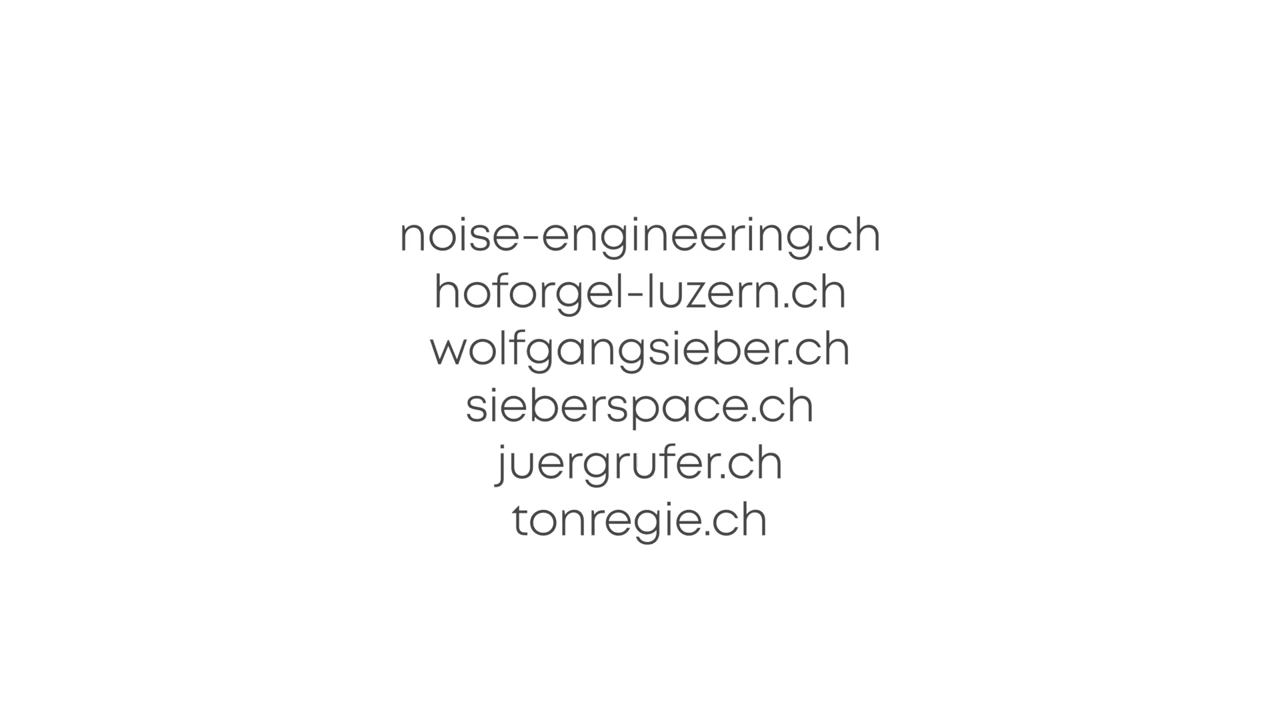 noise-engineering.ch
hoforgel-luzern.ch
wolfgangsieber.ch
sieberspace.ch
juergrufer.ch
tonregie.ch